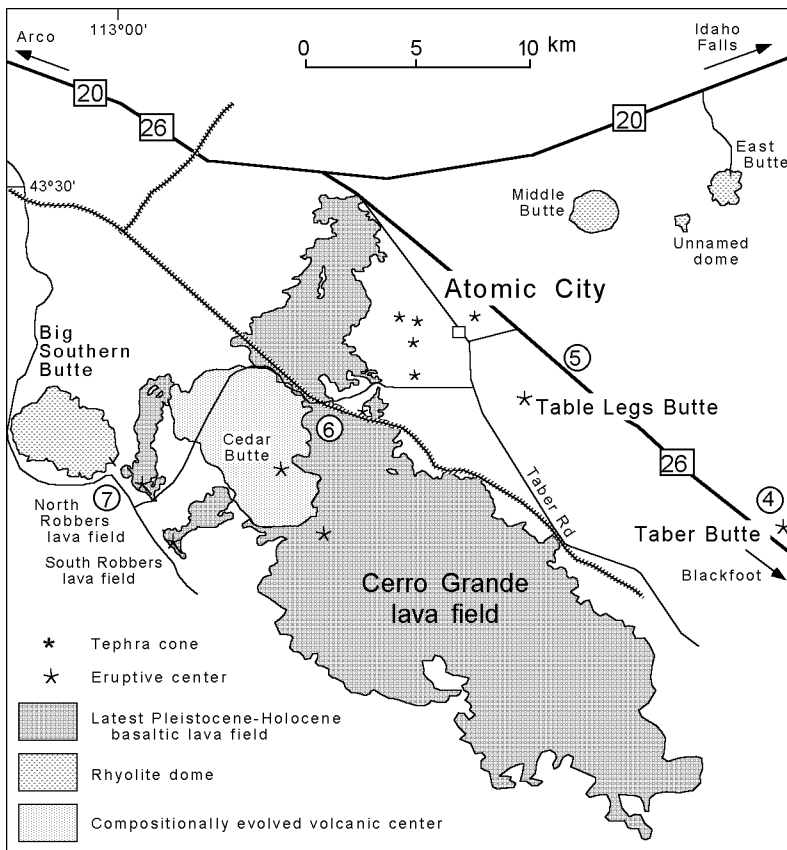 113°00'
Arco
0 5 10 km
Idaho
Falls
20
26
20
East
Butte
43°30'
Middle
Butte
Unnamed
dome
Atomic City
Big
Southern
Butte
5
Table Legs Butte
6
Cedar
Butte
26
7
North
Robbers
lava field
South Robbers
lava field
Taber Rd
4
Taber Butte
Blackfoot
Cerro Grande
lava field
Tephra cone
Eruptive center
Latest Pleistocene-Holocene
basaltic lava field
Rhyolite dome
Compositionally evolved volcanic center